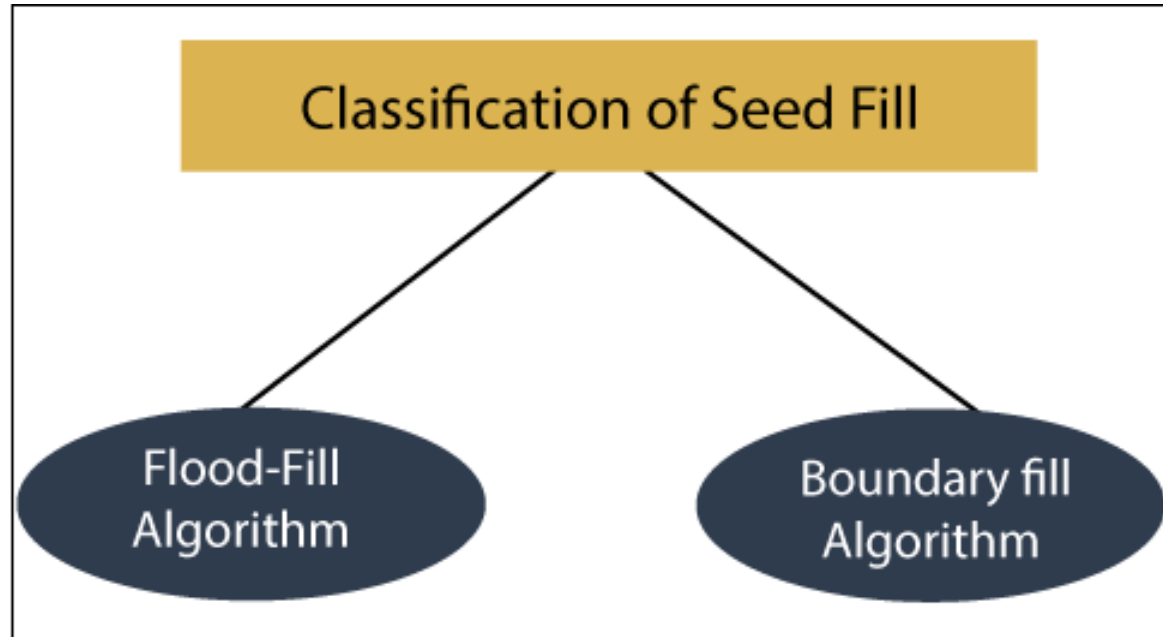 Classification of Seed Fill
Flood-Fill
Algorithm
Boundary fill
Algorithm